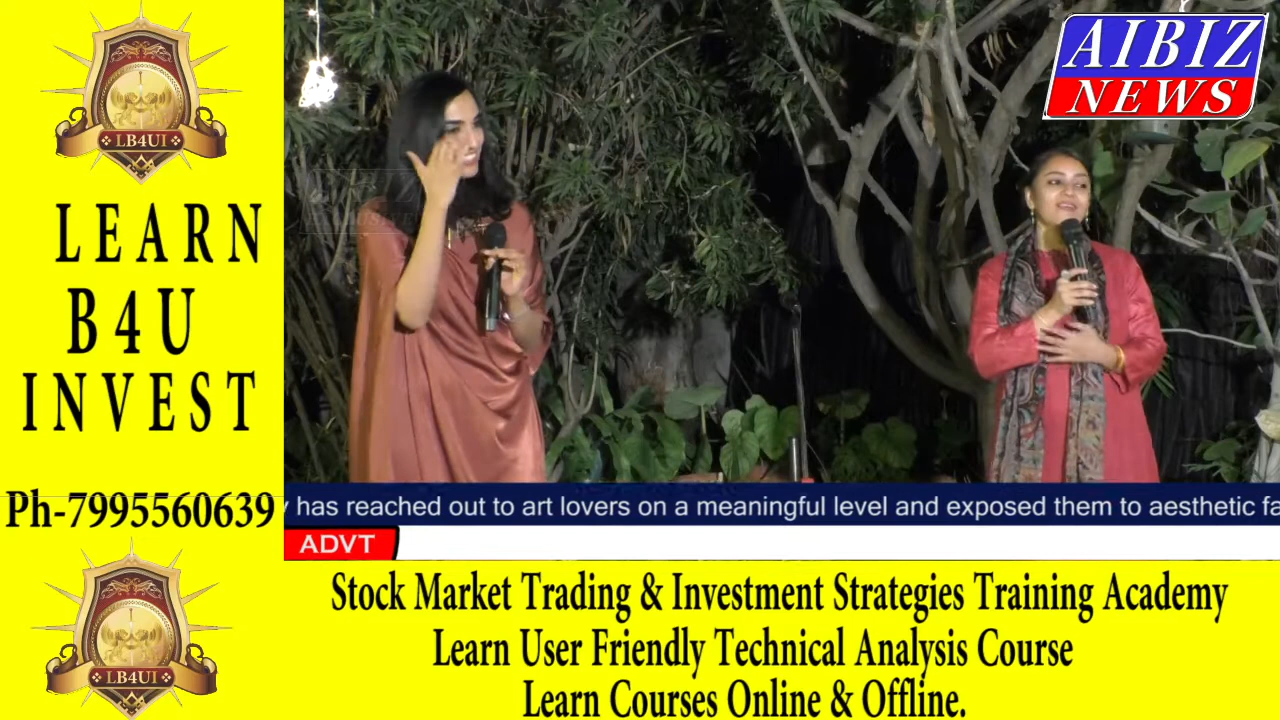 LB4UI
LEARN
B4U
INVEST
Ph-7995560639
LB4UI
AIBIZ
NEWS
has reached out to art lovers on a meaningful level and exposed them to aesthetic
ADVT
Stock Market Trading & Investment Strategies Training Academy
Learn User Friendly Technical Analysis Course
Learn Courses Online & Offline.